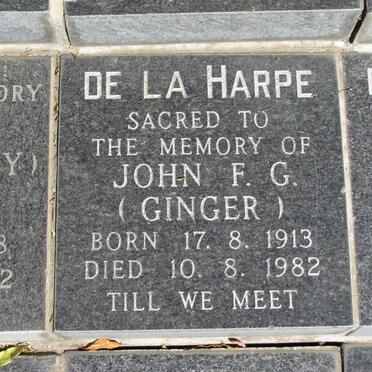 DE LA HARPE
SACRED TO
THE MEMORY OF
JOHN F. G.
( GINGER )
BORN 17. 8. 1913
DIED 10. 8. 1982
TILL WE MEET